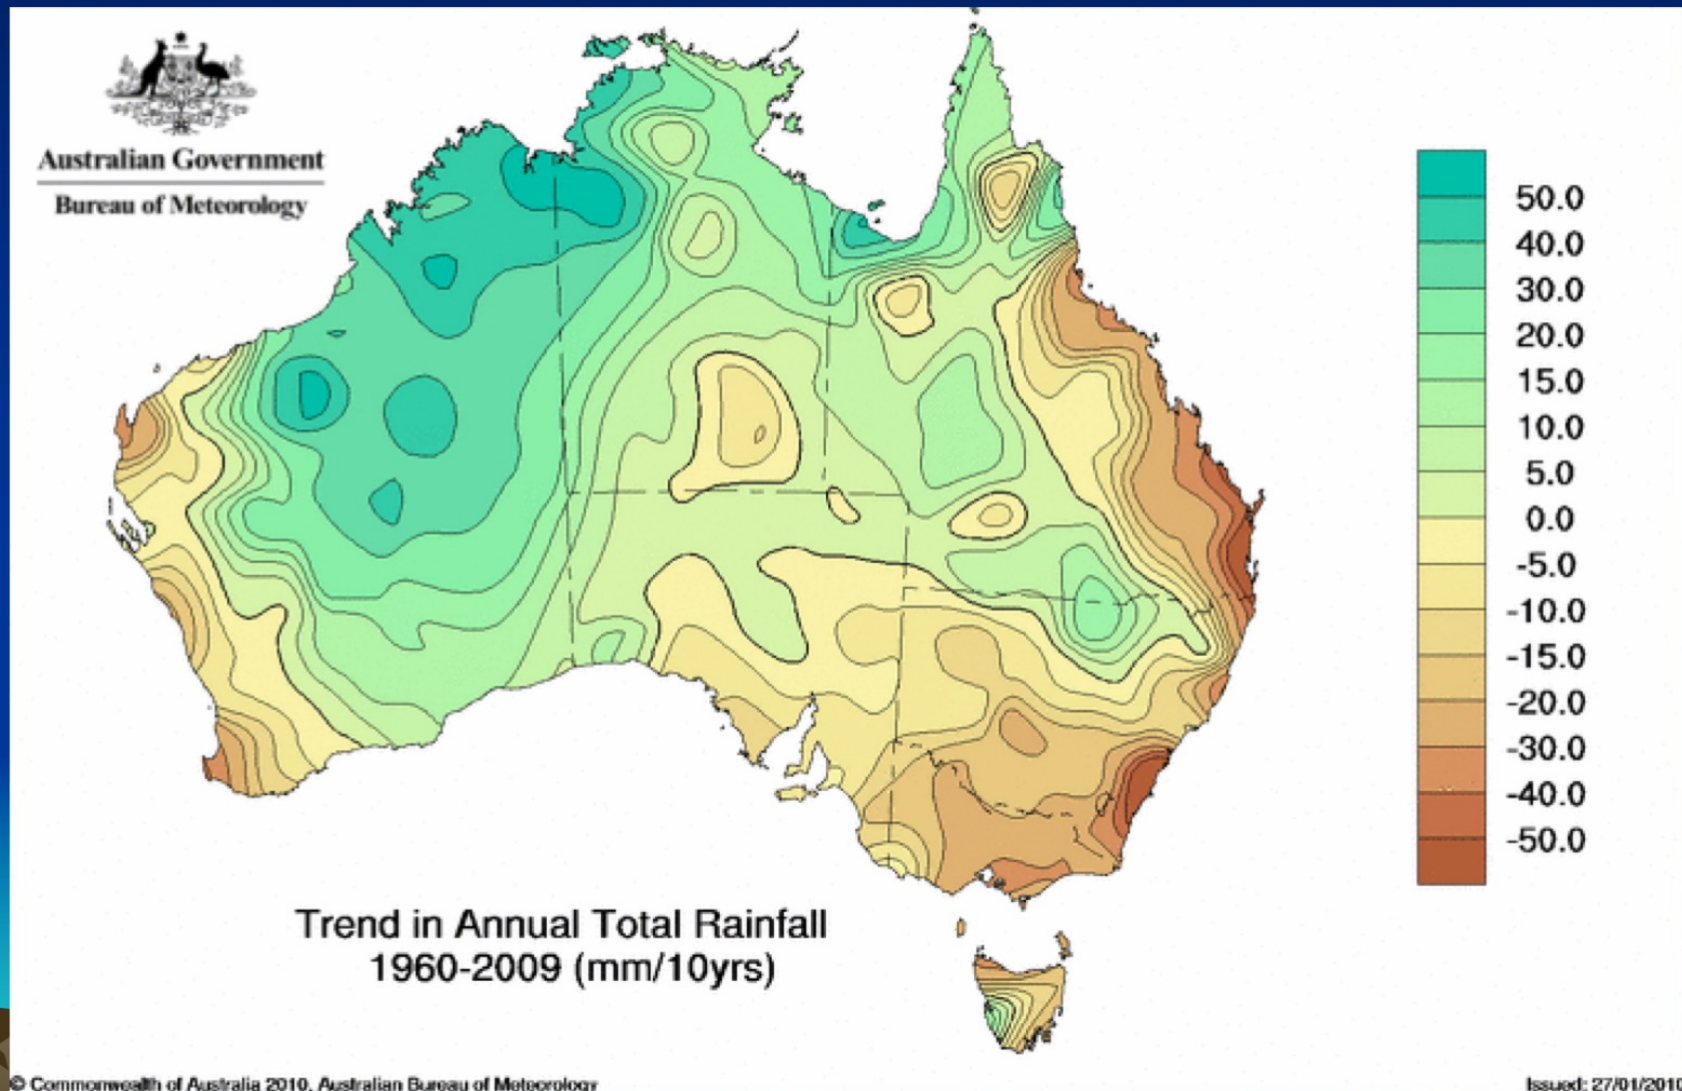 Australian Government
Bureau of Meteorology
50.0
40.0
30.0
20.0
15.0
10.0
5.0
0.0
-5.0
-10.0
-15.0
-20.0
-30.0
-40.0
-50.0
Trend in Annual Total Rainfall
1960-2009 (mm/10yrs)
© Commonwealth of Australia 2010, Australian Bureau of Meteorology
Issued: 27/01/2010